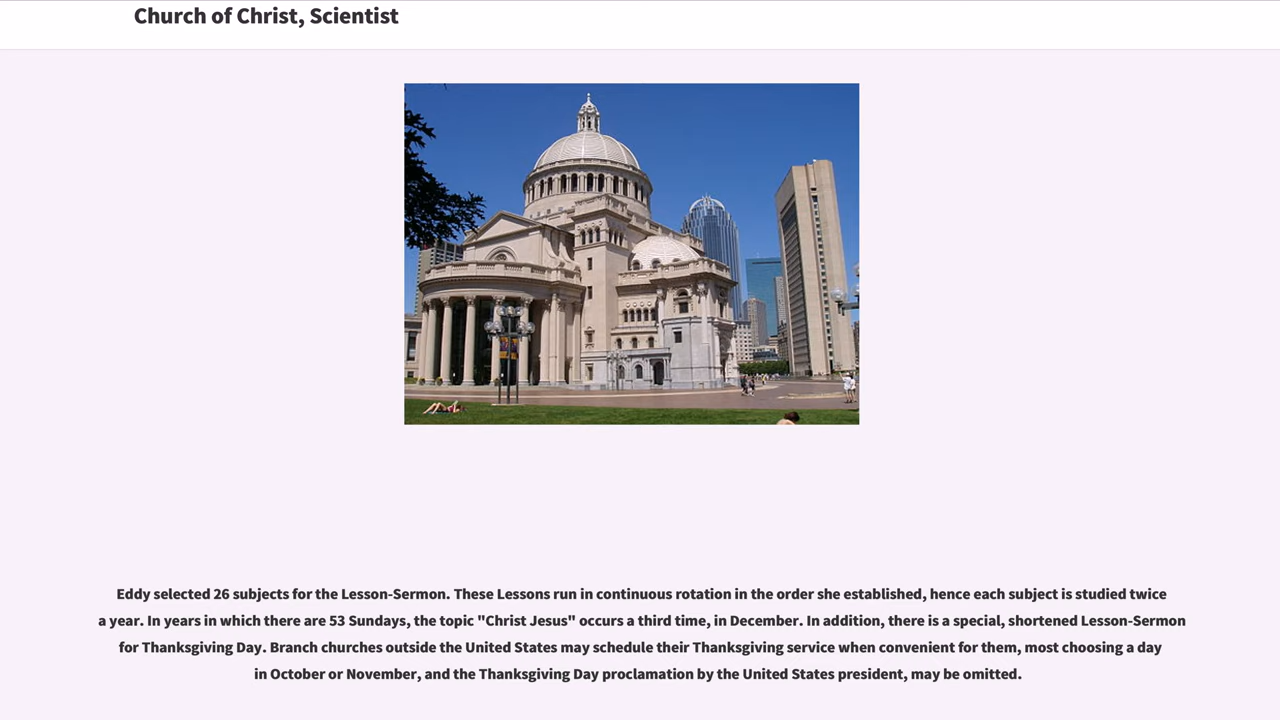 Church of Christ, Scientist
Eddy selected 26 subjects for the Lesson-Sermon. These Lessons run in continuous rotation in the order she established, hence each subject is studied twice
a year. In years in which there are 53 Sundays, the topic "Christ Jesus" occurs a third time, in December. In addition, there is a special, shortened Lesson-Sermon
for Thanksgiving Day. Branch churches outside the United States may schedule their Thanksgiving service when convenient for them, most choosing a day
in October or November, and the Thanksgiving Day proclamation by the United States president, may be omitted.